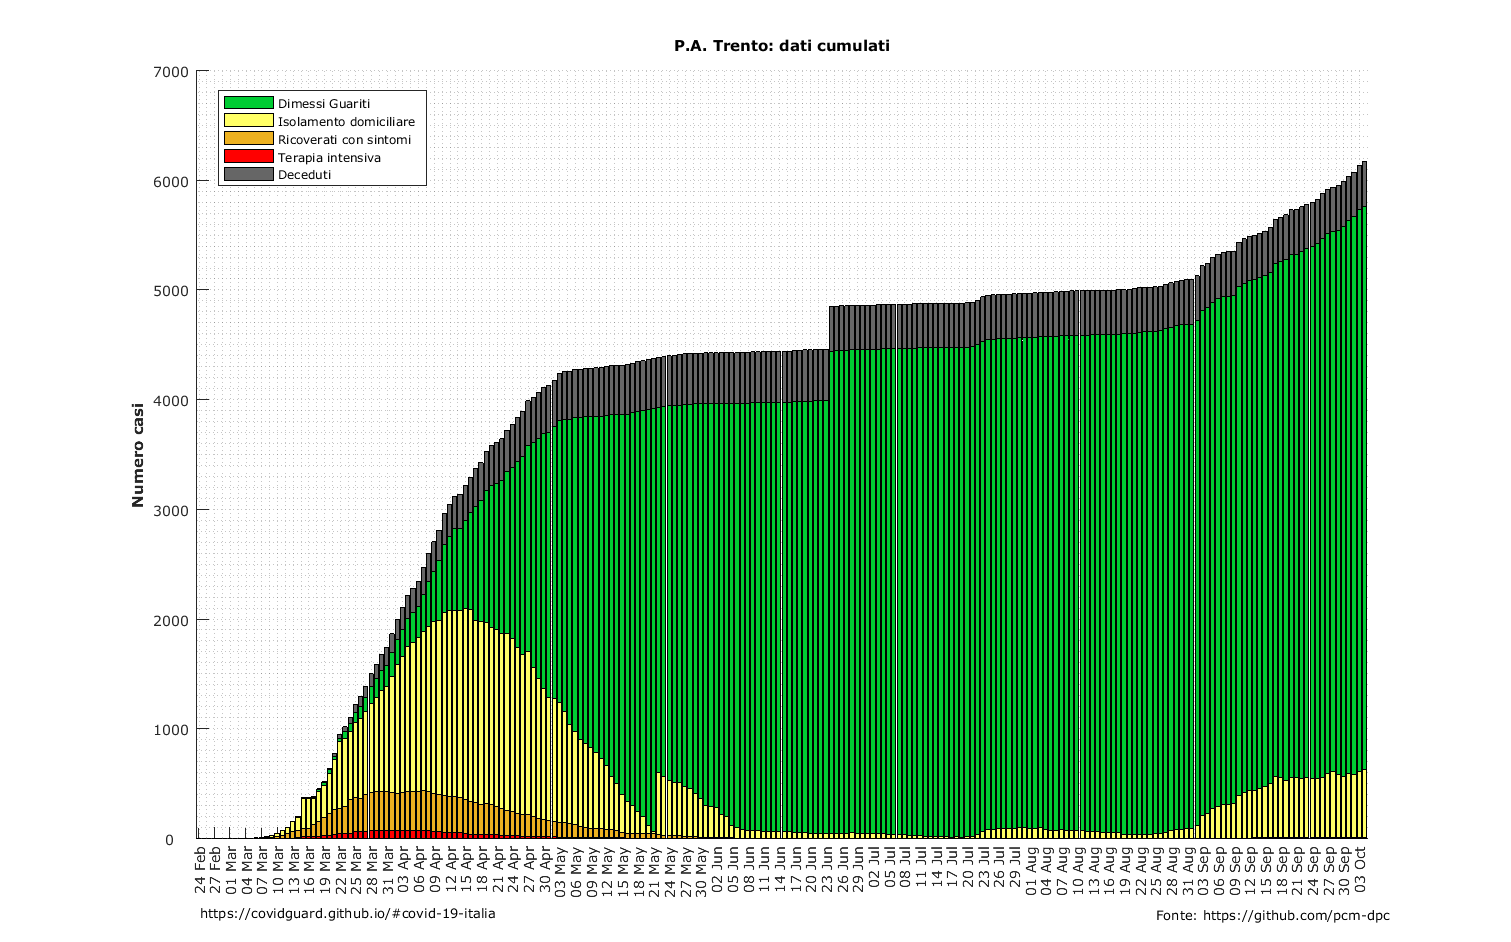 P.A. Trento: dati cumulati
7000
6000
5000
4000
3000
2000
1000
0
Numero casi
Dimessi Guariti
Isolamento domiciliare
Ricoverati con sintomi
Terapia intensiva
Deceduti
24 Feb
27 Feb
01 Mar
04 Mar
07 Mar
10 Mar
13 Mar
16 Mar
19 Mar
22 Mar
25 Mar
28 Mar
31 Mar
03 Apr
06 Apr
09 Apr
12 Apr
15 Apr
18 Apr
21 Apr
24 Apr
27 Apr
30 Apr
03 May
06 May
09 May
12 May
15 May
18 May
21 May
24 May
27 May
30 May
02 Jun
05 Jun
08 Jun
11 Jun
14 Jun
17 Jun
20 Jun
23 Jun
26 Jun
29 Jun
02 Jul
05 Jul
08 Jul
11 Jul
14 Jul
17 Jul
20 Jul
23 Jul
26 Jul
29 Jul
01 Aug
04 Aug
07 Aug
10 Aug
13 Aug
16 Aug
19 Aug
22 Aug
25 Aug
28 Aug
31 Aug
03 Sep
06 Sep
09 Sep
12 Sep
15 Sep
18 Sep
21 Sep
24 Sep
27 Sep
30 Sep
03 Oct
https://covidguard.github.io/#covid-19-italia
Fonte: https://github.com/pcm-dpc